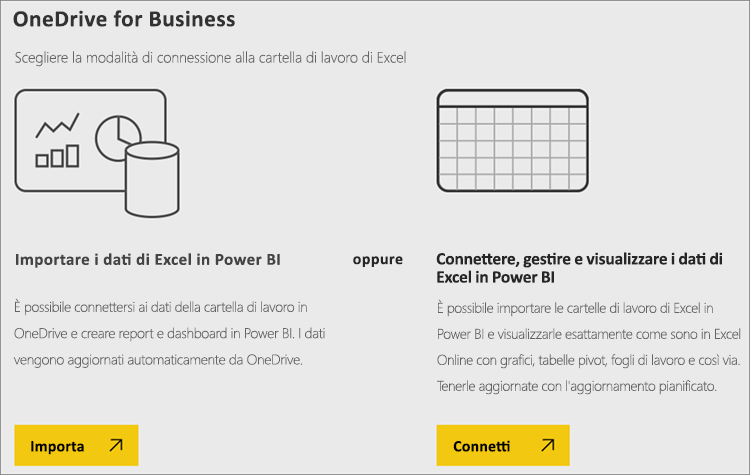 OneDrive for Business
Scegliere la modalità di connessione alla cartella di lavoro di Excel
Importare i dati di Excel in Power BI
È possibile connettersi ai dati della cartella di lavoro in
OneDrive e creare report e dashboard in Power BI. I dati
vengono aggiornati automaticamente da OneDrive.
Importa
oppure
Connettere, gestire e visualizzare i dati di
Excel in Power BI
È possibile importare le cartelle di lavoro di Excel in
Power BI e visualizzarle esattamente come sono in Excel
Online con grafici, tabelle pivot, fogli di lavoro e così via.
Tenerle aggiornate con l'aggiornamento pianificato.
Connetti